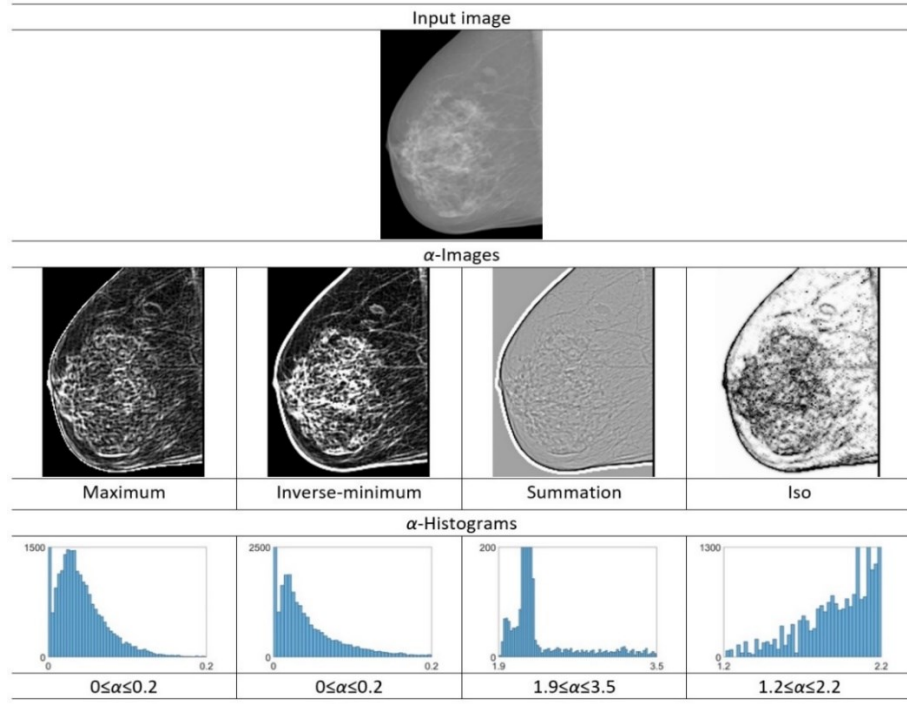 Input image
α-Images
Maximum Inverse-minimum Summation Iso
α-Histograms
1500 2500 200 1300
0 0 0 0
0 0.2 0 0.2 1.9 3.5 1.2 2.2
0≤α≤0.2 0≤α≤0.2 1.9≤α≤3.5 1.2≤α≤2.2